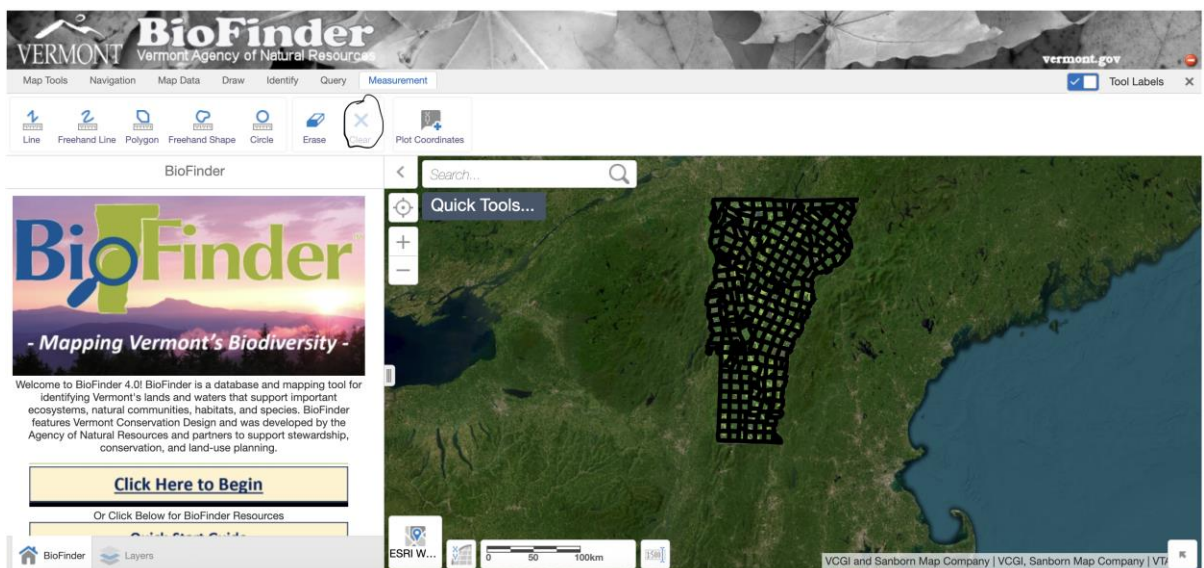 VERMONT BioFinder
Vermont Agency of Natural Resources
vermont.gov
Map Tools Navigation Map Data Draw Identify Query Measurement Tool Labels
Line Freehand Line Polygon Freehand Shape Circle Erase Clear Plot Coordinates
BioFinder
Search...
Quick Tools...
BioFinder
- Mapping Vermont's Biodiversity -
Welcome to BioFinder 4.0! BioFinder is a database and mapping tool for
identifying Vermont's lands and waters that support important
ecosystems, natural communities, habitats, and species. BioFinder
features Vermont Conservation Design and was developed by the
Agency of Natural Resources and partners to support stewardship,
conservation, and land-use planning.
Click Here to Begin
Or Click Below for BioFinder Resources
Quick Start Guide
BioFinder Layers
ESRI W...
0 50 100km
VCGI and Sanborn Map Company | VCGI, Sanborn Map Company |